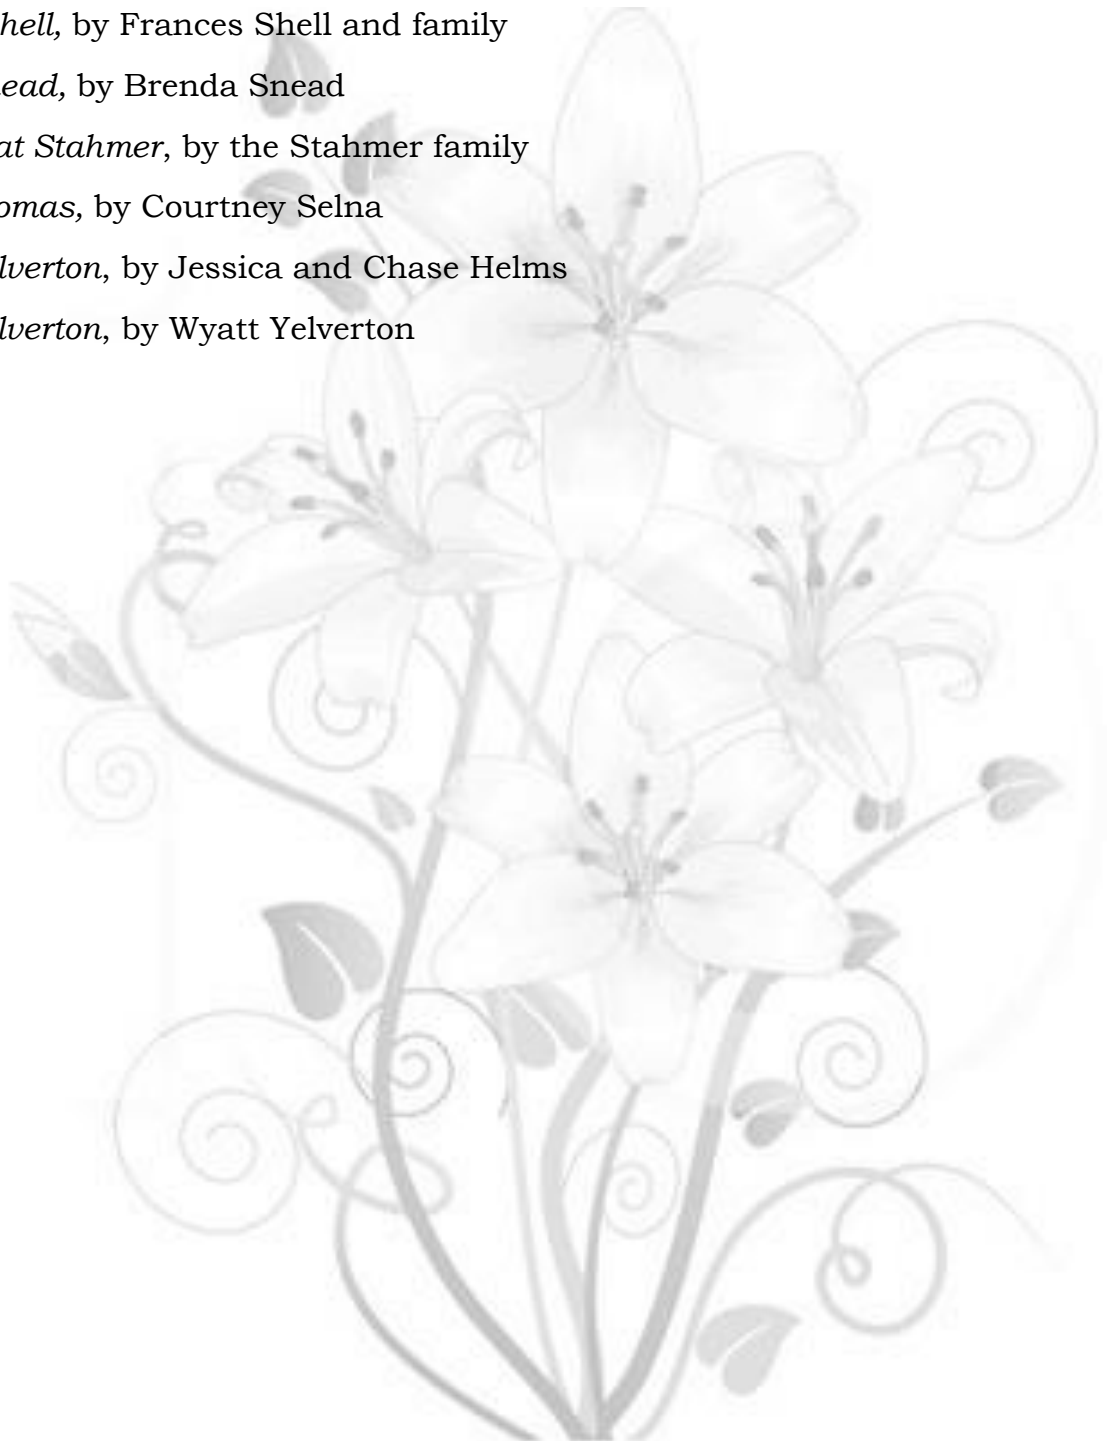 hell, by Frances Shell and family
ead, by Brenda Snead
at Stahmer, by the Stahmer family
omas, by Courtney Selna
lverton, by Jessica and Chase Helms
lverton, by Wyatt Yelverton